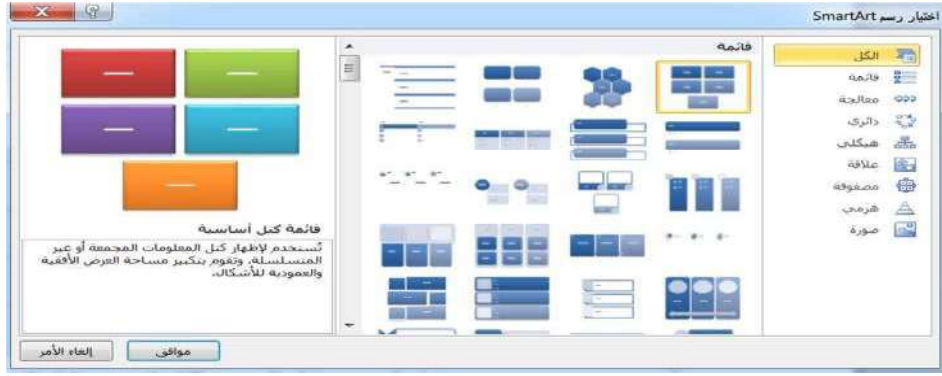 اختيار رسم SmartArt
الكل
قائمة
معالجة
دائري
هيكلي
علاقة
مصفوفة
هرمي
صورة
قائمة
قائمة كتل أساسية
تُستخدم لإظهار كتل المعلومات المجمعة أو غير
المتسلسلة، وتقوم بتكبير مساحة العرض الأفقية
والعمودية للأشكال.
موافق
إلغاء الأمر